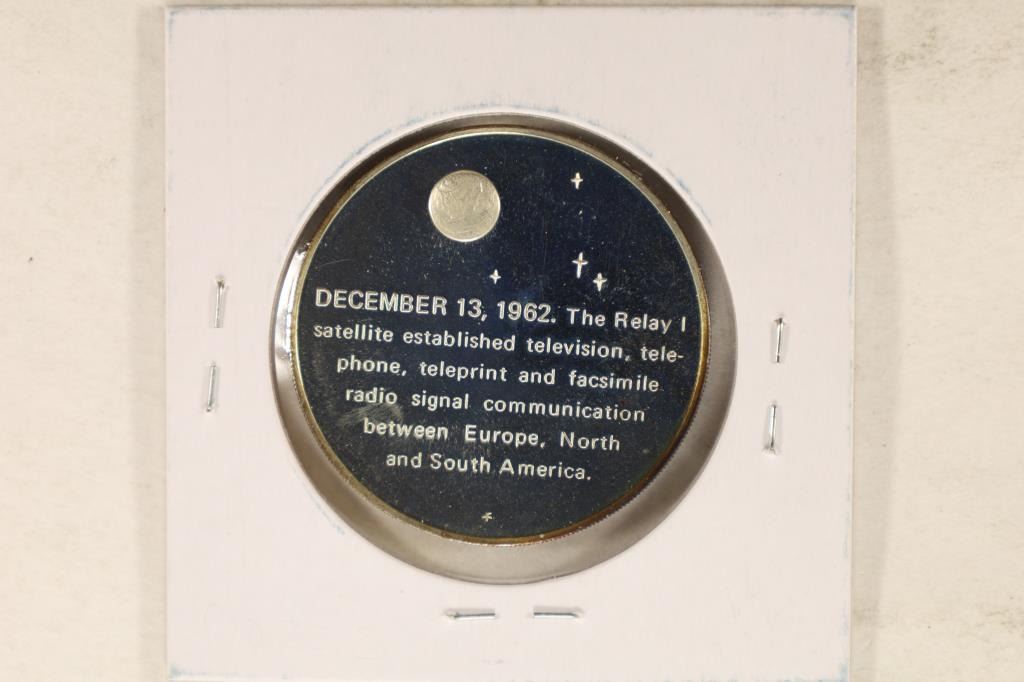 DECEMBER 13, 1962. The Relay I
satellite established television, tele-
phone, teleprint and facsimile
radio signal communication
between Europe, North
and South America.